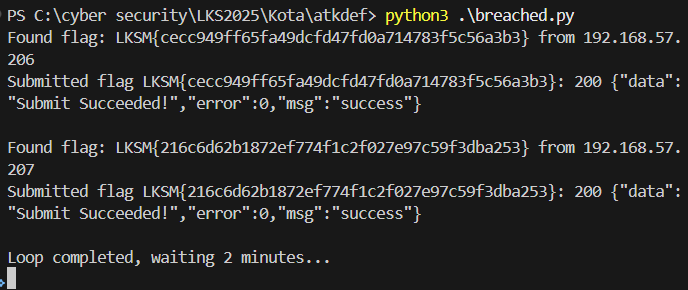 PS C:\cyber security\LKS2025\Kota\atkdef> python3 .\breached.py
Found flag: LKSM{cecc949ff65fa49dcfd47fd0a714783f5c56a3b3} from 192.168.57.
206
Submitted flag LKSM{cecc949ff65fa49dcfd47fd0a714783f5c56a3b3}: 200 {"data":
"Submit Succeeded!","error":0,"msg":"success"}
Found flag: LKSM{216c6d62b1872ef774f1c2f027e97c59f3dba253} from 192.168.57.
207
Submitted flag LKSM{216c6d62b1872ef774f1c2f027e97c59f3dba253}: 200 {"data":
"Submit Succeeded!","error":0,"msg":"success"}
Loop completed, waiting 2 minutes...